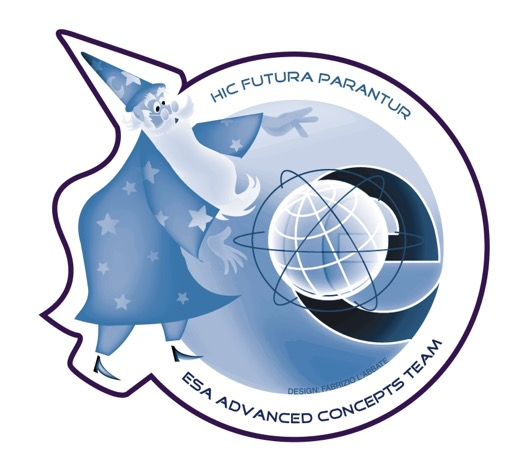 HIC FUTURA PARANTUR
DESIGN: FABRIZIO L'ABBATE
ESA ADVANCED CONCEPTS TEAM